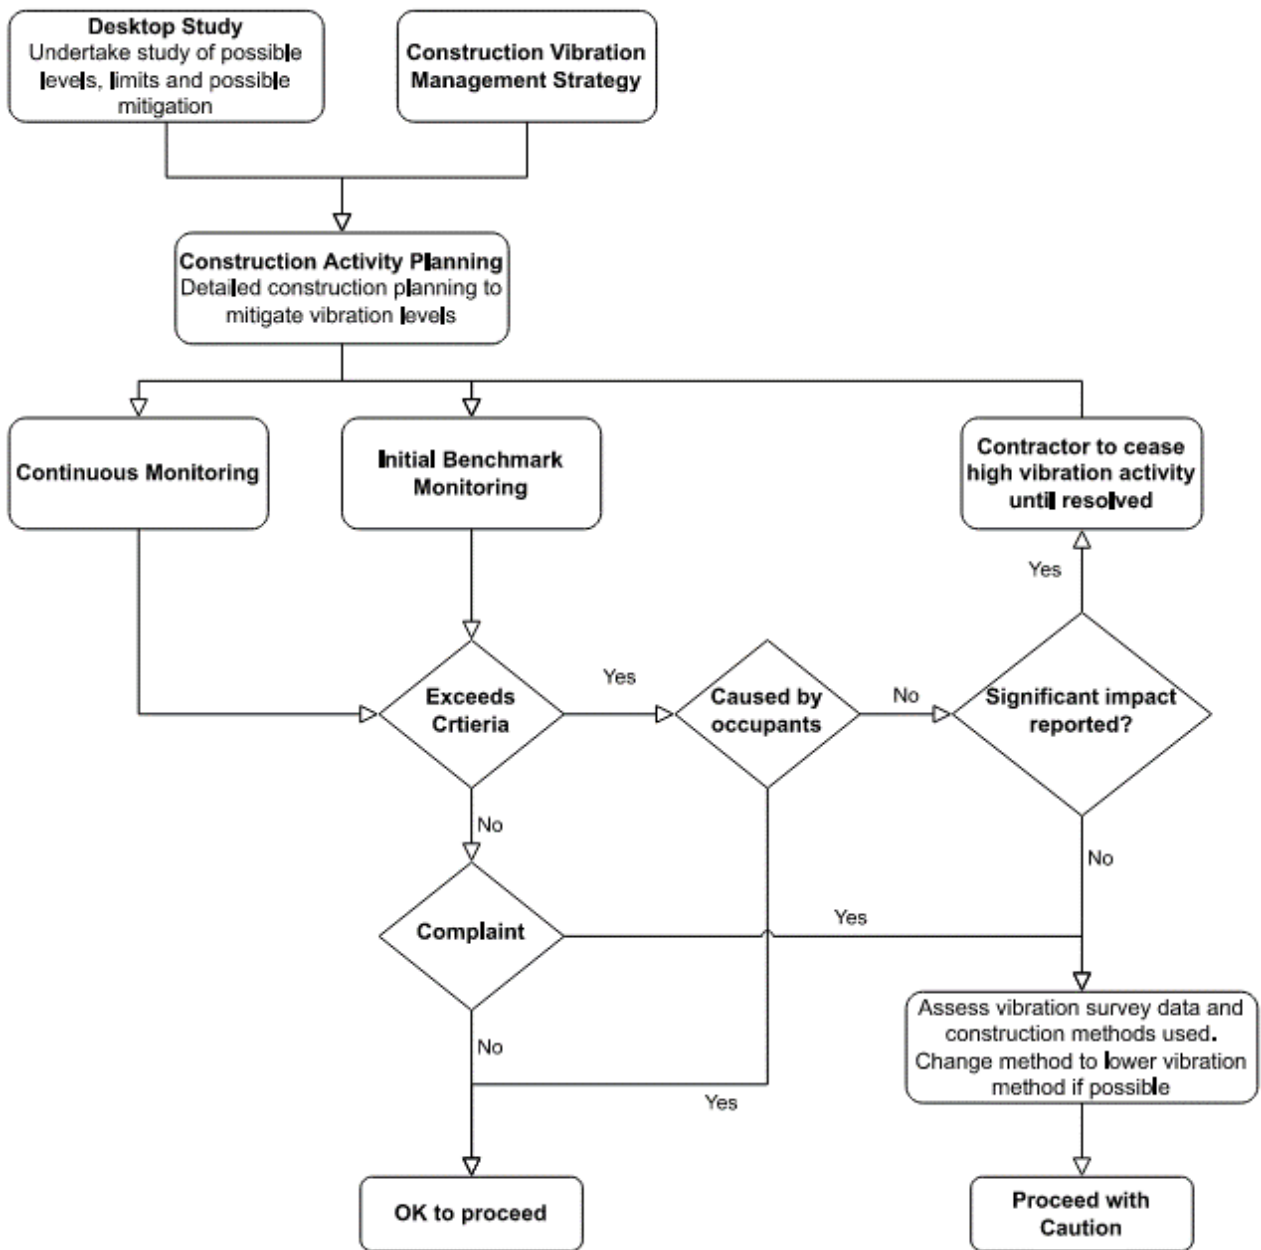 Desktop Study
Undertake study of possible
levels, limits and possible
mitigation
Construction Vibration
Management Strategy
Construction Activity Planning
Detailed construction planning to
mitigate vibration levels
Continuous Monitoring
Initial Benchmark
Monitoring
Contractor to cease
high vibration activity
until resolved
Yes
Exceeds
Crtieria
Yes
Caused by
occupants
No
Significant impact
reported?
No
No
Complaint
Yes
No
Yes
Assess vibration survey data and
construction methods used.
Change method to lower vibration
method if possible
OK to proceed
Proceed with
Caution